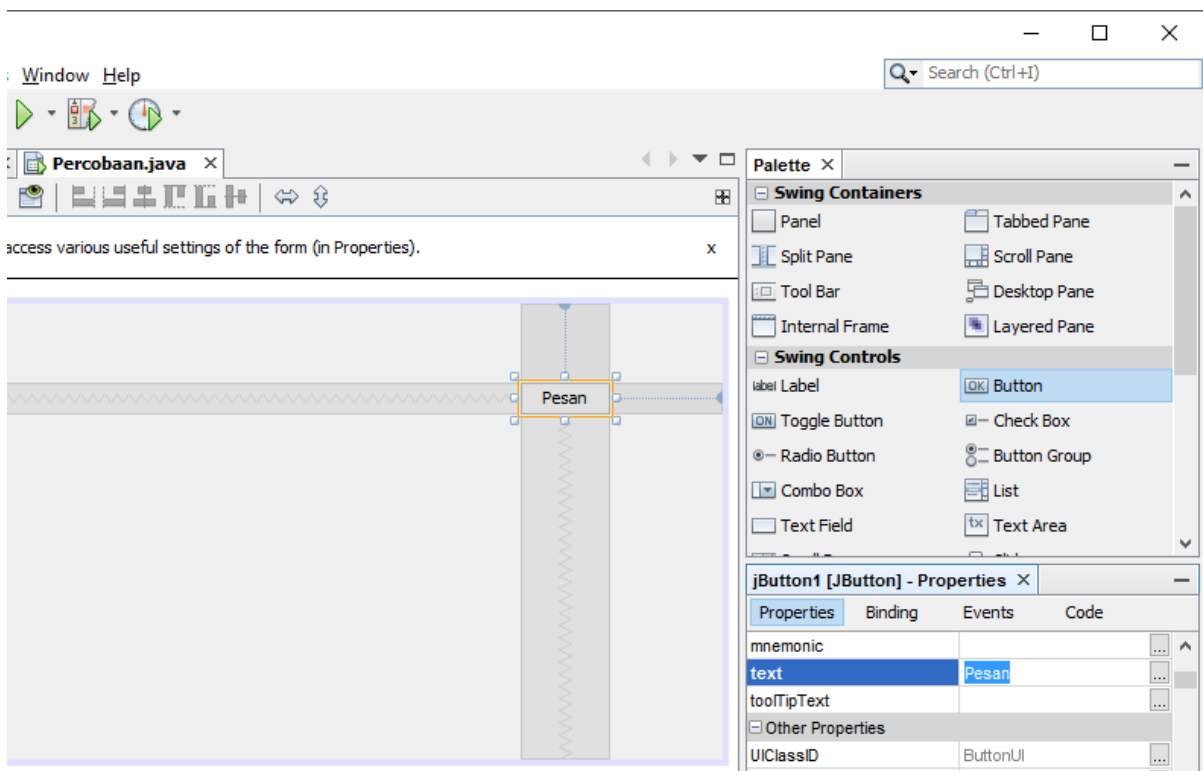 Window Help
Search (Ctrl+I)
Percobaan.java
Palette
access various useful settings of the form (in Properties).
x
Swing Containers
Panel
Tabbed Pane
Split Pane
Scroll Pane
Tool Bar
Desktop Pane
Internal Frame
Layered Pane
Swing Controls
label Label
OK Button
ON Toggle Button
Check Box
Radio Button
Button Group
Combo Box
List
Text Field
tx Text Area
Pesan
jButton1 [JButton] - Properties
Properties Binding Events Code
mnemonic ...
text Pesan ...
toolTipText ...
Other Properties
UIClassID ButtonUI ...